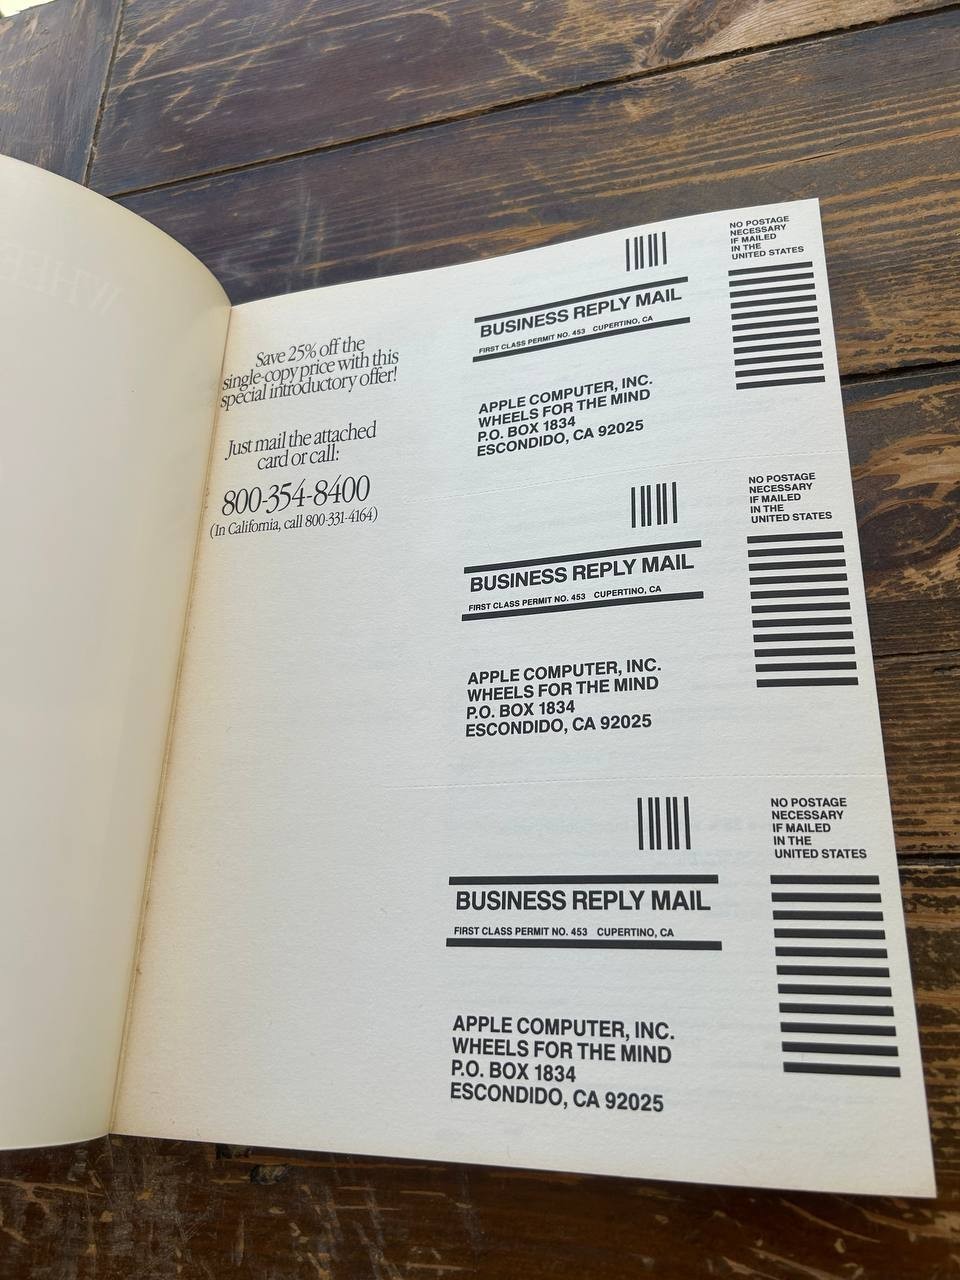 Save 25% off the
single-copy price with this
special introductory offer!
Just mail the attached
card or call:
800-354-8400
(In California, call 800-331-4164)
NO POSTAGE
NECESSARY
IF MAILED
IN THE
UNITED STATES
BUSINESS REPLY MAIL
FIRST CLASS PERMIT NO. 453 CUPERTINO, CA
APPLE COMPUTER, INC.
WHEELS FOR THE MIND
P.O. BOX 1834
ESCONDIDO, CA 92025
NO POSTAGE
NECESSARY
IF MAILED
IN THE
UNITED STATES
BUSINESS REPLY MAIL
FIRST CLASS PERMIT NO. 453 CUPERTINO, CA
APPLE COMPUTER, INC.
WHEELS FOR THE MIND
P.O. BOX 1834
ESCONDIDO, CA 92025
NO POSTAGE
NECESSARY
IF MAILED
IN THE
UNITED STATES
BUSINESS REPLY MAIL
FIRST CLASS PERMIT NO. 453 CUPERTINO, CA
APPLE COMPUTER, INC.
WHEELS FOR THE MIND
P.O. BOX 1834
ESCONDIDO, CA 92025